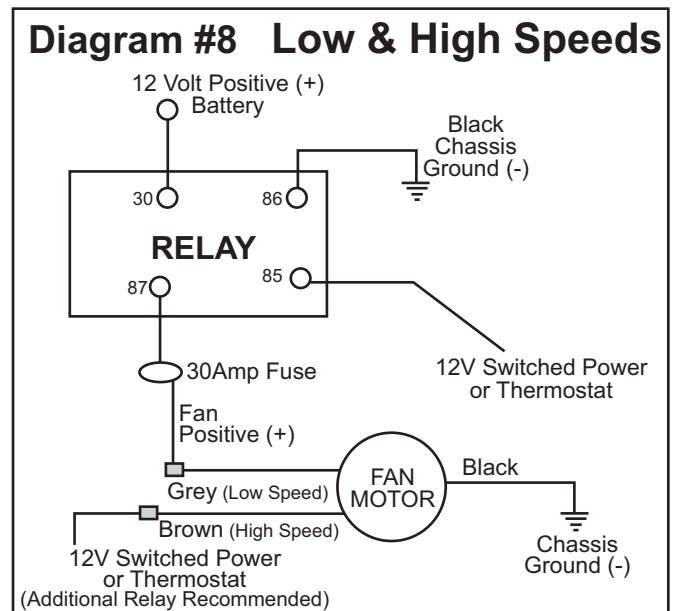 Diagram #8 Low & High Speeds
12 Volt Positive (+)
Battery
Black
Chassis
Ground (-)
30
86
RELAY
87
85
12V Switched Power
or Thermostat
30Amp Fuse
Fan
Positive (+)
Grey (Low Speed)
FAN
MOTOR
Black
Brown (High Speed)
Chassis
Ground (-)
12V Switched Power
or Thermostat
(Additional Relay Recommended)